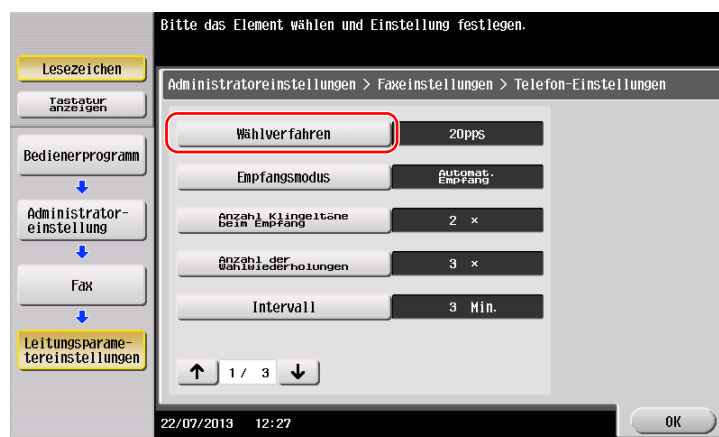 Bitte das Element wählen und Einstellung festlegen.
Lesezeichen
Tastatur
anzeigen
Bedienerprogramm
Administrator-
einstellung
Fax
Leitungsparame-
tereinstellungen
Administratoreinstellungen > Faxeinstellungen > Telefon-Einstellungen
Wählverfahren 20pps
Empfangsmodus Automat.
Empfang
Anzahl Klingeltöne
beim Empfang 2 ×
Anzahl der
Wahlwiederholungen 3 ×
Intervall 3 Min.
↑ 1/ 3 ↓
22/07/2013 12:27 OK